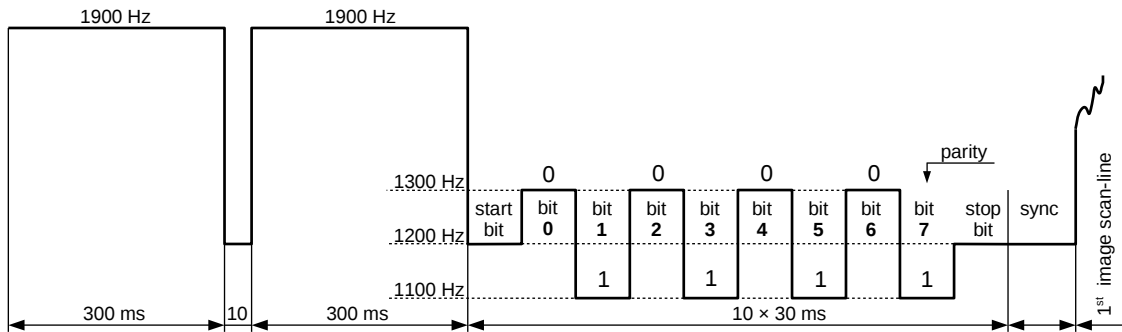 1900 Hz
1900 Hz
parity
0 0 0 0
1300 Hz
start bit
bit 0
bit 1
bit 2
bit 3
bit 4
bit 5
bit 6
bit 7
stop bit
sync
1200 Hz
1 1 1 1
1100 Hz
300 ms
10
300 ms
10 × 30 ms
1st image scan-line